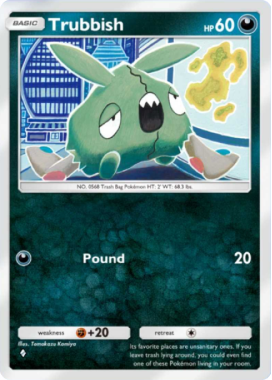 BASIC
Trubbish
HP 60
NO. 0568 Trash Bag Pokémon HT: 2' WT: 68.3 lbs.
Pound 20
weakness +20 retreat
Illus. Tomokazu Komiya
Its favorite places are unsanitary ones. If you
leave trash lying around, you could even find
one of these Pokémon living in your room.